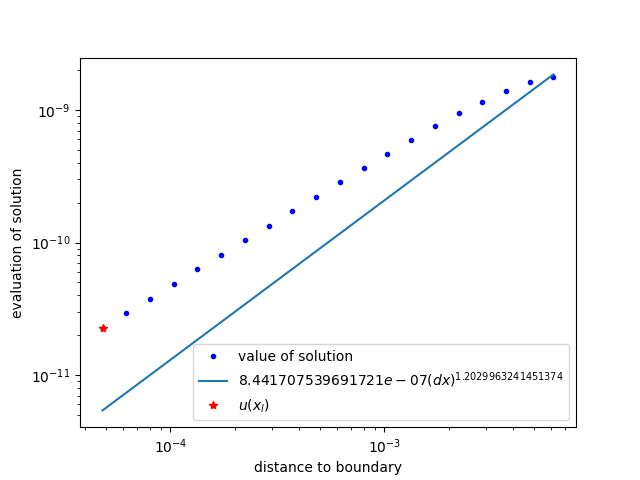 10⁻⁹
10⁻¹⁰
10⁻¹¹
evaluation of solution
value of solution
8.441707539691721e − 07(dx)^1.2029963241451374
u(x_l)
10⁻⁴
10⁻³
distance to boundary